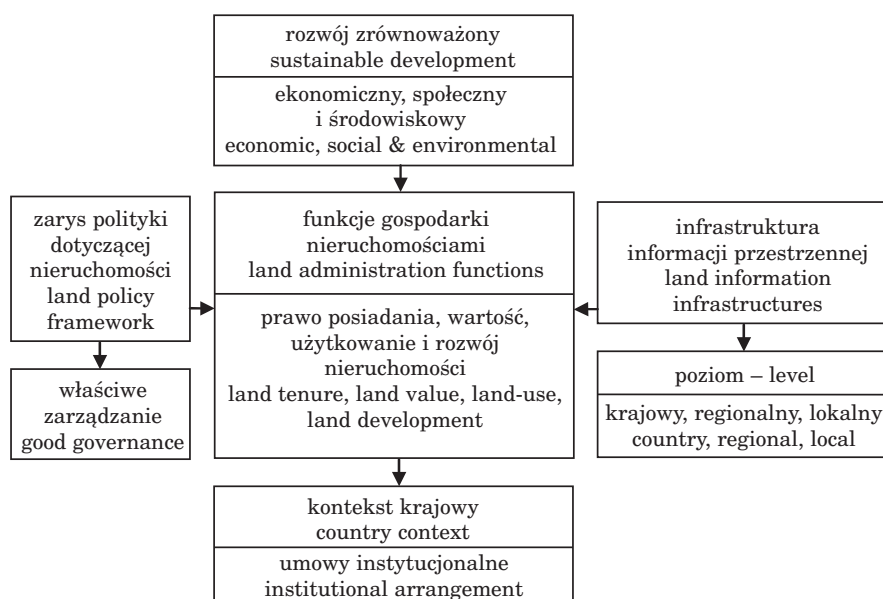 rozwój zrównoważony
sustainable development
ekonomiczny, społeczny
i środowiskowy
economic, social & environmental
zarys polityki
dotyczącej
nieruchomości
land policy
framework
właściwe
zarządzanie
good governance
funkcje gospodarki
nieruchomościami
land administration functions
prawo posiadania, wartość,
użytkowanie i rozwój
nieruchomości
land tenure, land value, land-use,
land development
infrastruktura
informacji przestrzennej
land information
infrastructures
poziom – level
krajowy, regionalny, lokalny
country, regional, local
kontekst krajowy
country context
umowy instytucjonalne
institutional arrangement